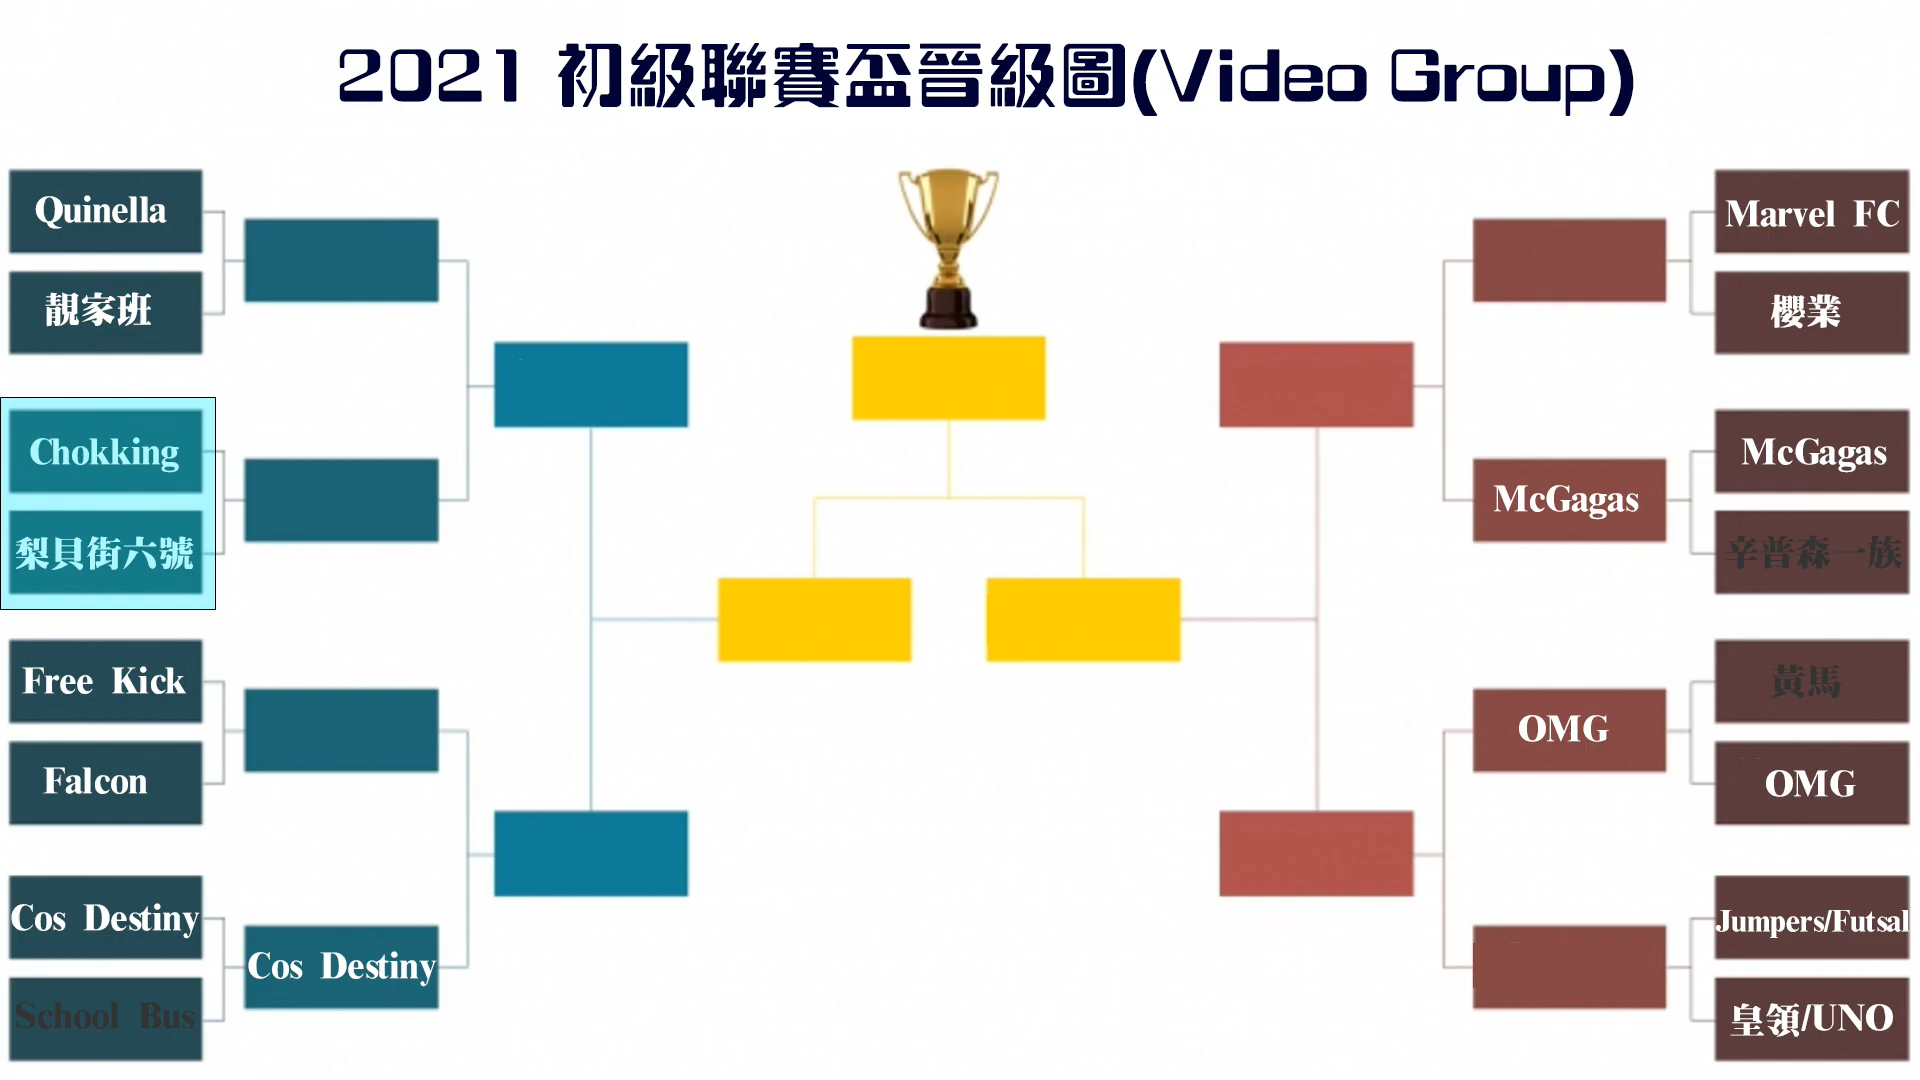 2021 初級聯賽盃晉級圖(Video Group)
Quinella
靚家班
Chokking
梨貝街六號
Free Kick
Falcon
Cos Destiny
School Bus
Cos Destiny
McGagas
OMG
Marvel FC
櫻業
McGagas
辛普森一族
黃馬
OMG
Jumpers/Futsal
皇領/UNO